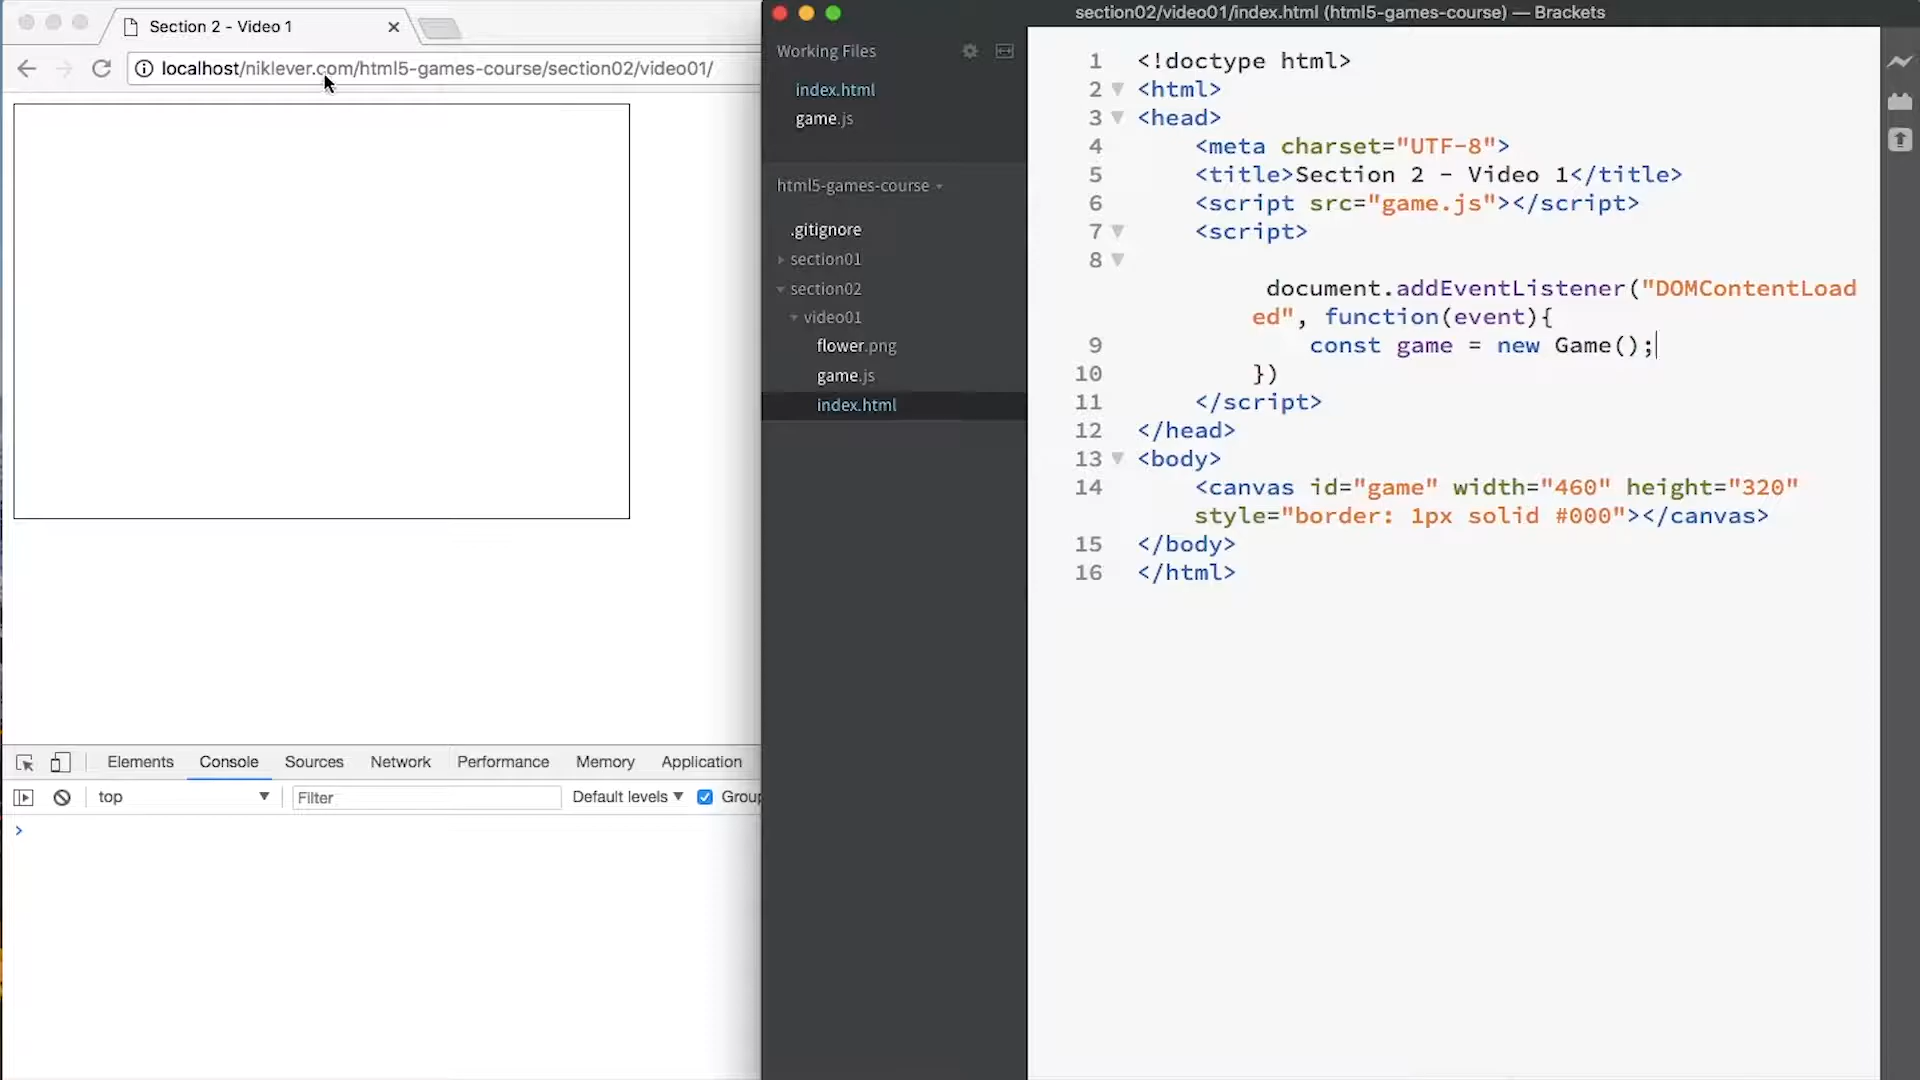 Section 2 - Video 1
localhost/niklever.com/html5-games-course/section02/video01/
Elements Console Sources Network Performance Memory Application
top Filter Default levels Group
>
section02/video01/index.html (html5-games-course) — Brackets
Working Files
index.html
game.js
html5-games-course
.gitignore
section01
section02
video01
flower.png
game.js
index.html
1 <!doctype html>
2 <html>
3 <head>
4 <meta charset="UTF-8">
5 <title>Section 2 - Video 1</title>
6 <script src="game.js"></script>
7 <script>
8
document.addEventListener("DOMContentLoad
ed", function(event){
9 const game = new Game();
10 })
11 </script>
12 </head>
13 <body>
14 <canvas id="game" width="460" height="320"
style="border: 1px solid #000"></canvas>
15 </body>
16 </html>